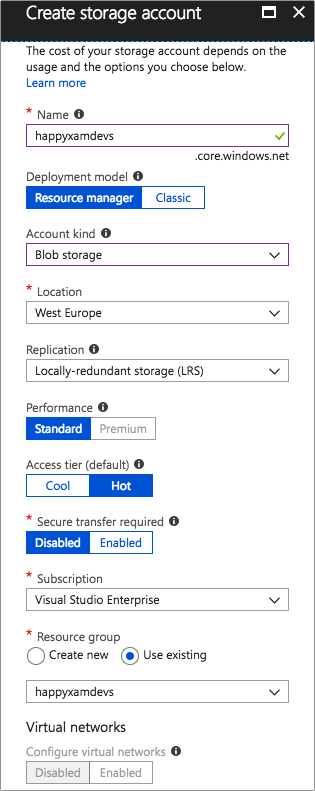 Create storage account
The cost of your storage account depends on the
usage and the options you choose below.
Learn more
* Name
happyxamdevs
.core.windows.net
Deployment model
Resource manager Classic
Account kind
Blob storage
* Location
West Europe
Replication
Locally-redundant storage (LRS)
Performance
Standard Premium
Access tier (default)
Cool Hot
* Secure transfer required
Disabled Enabled
* Subscription
Visual Studio Enterprise
* Resource group
Create new Use existing
happyxamdevs
Virtual networks
Configure virtual networks
Disabled Enabled